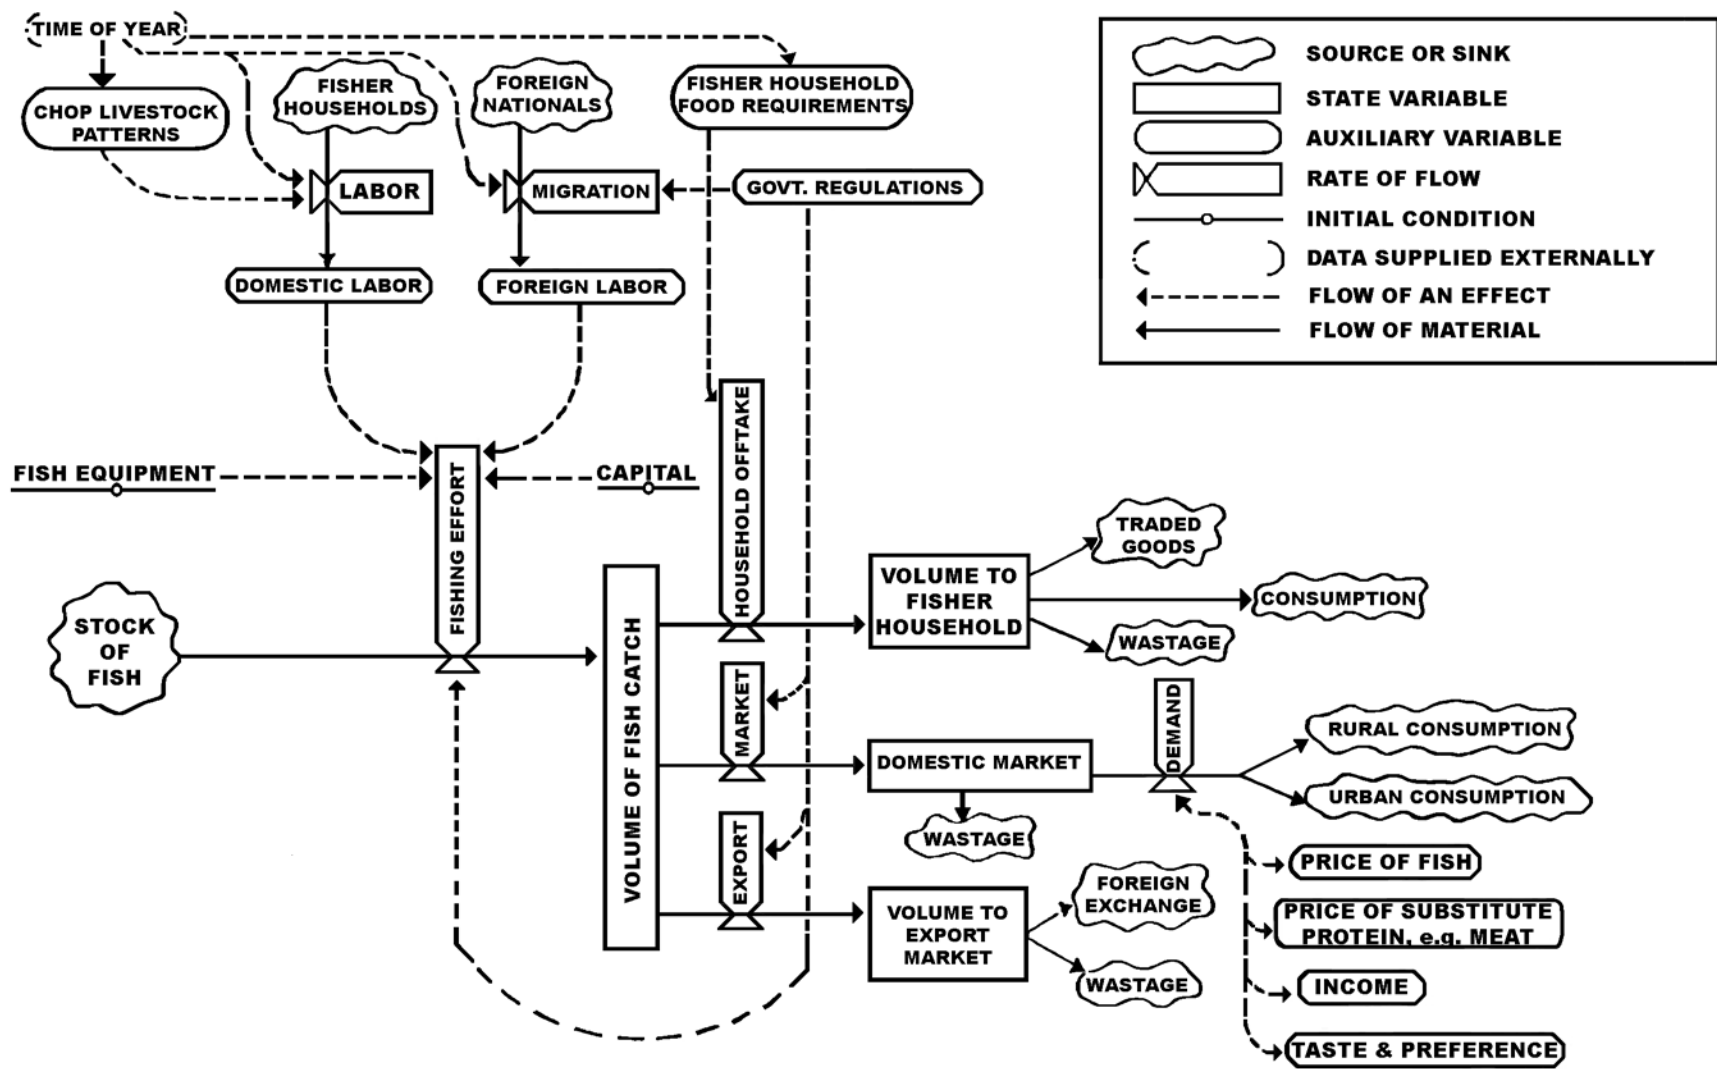 TIME OF YEAR
CHOP LIVESTOCK
PATTERNS
FISHER
HOUSEHOLDS
FOREIGN
NATIONALS
FISHER HOUSEHOLD
FOOD REQUIREMENTS
LABOR
MIGRATION
GOVT. REGULATIONS
DOMESTIC LABOR
FOREIGN LABOR
SOURCE OR SINK
STATE VARIABLE
AUXILIARY VARIABLE
RATE OF FLOW
INITIAL CONDITION
DATA SUPPLIED EXTERNALLY
FLOW OF AN EFFECT
FLOW OF MATERIAL
FISH EQUIPMENT
FISHING EFFORT
CAPITAL
HOUSEHOLD OFFTAKE
STOCK
OF
FISH
VOLUME OF FISH CATCH
MARKET
EXPORT
VOLUME TO
FISHER
HOUSEHOLD
TRADED
GOODS
CONSUMPTION
WASTAGE
DOMESTIC MARKET
WASTAGE
DEMAND
RURAL CONSUMPTION
URBAN CONSUMPTION
VOLUME TO
EXPORT
MARKET
FOREIGN
EXCHANGE
WASTAGE
PRICE OF FISH
PRICE OF SUBSTITUTE
PROTEIN, e.g. MEAT
INCOME
TASTE & PREFERENCE